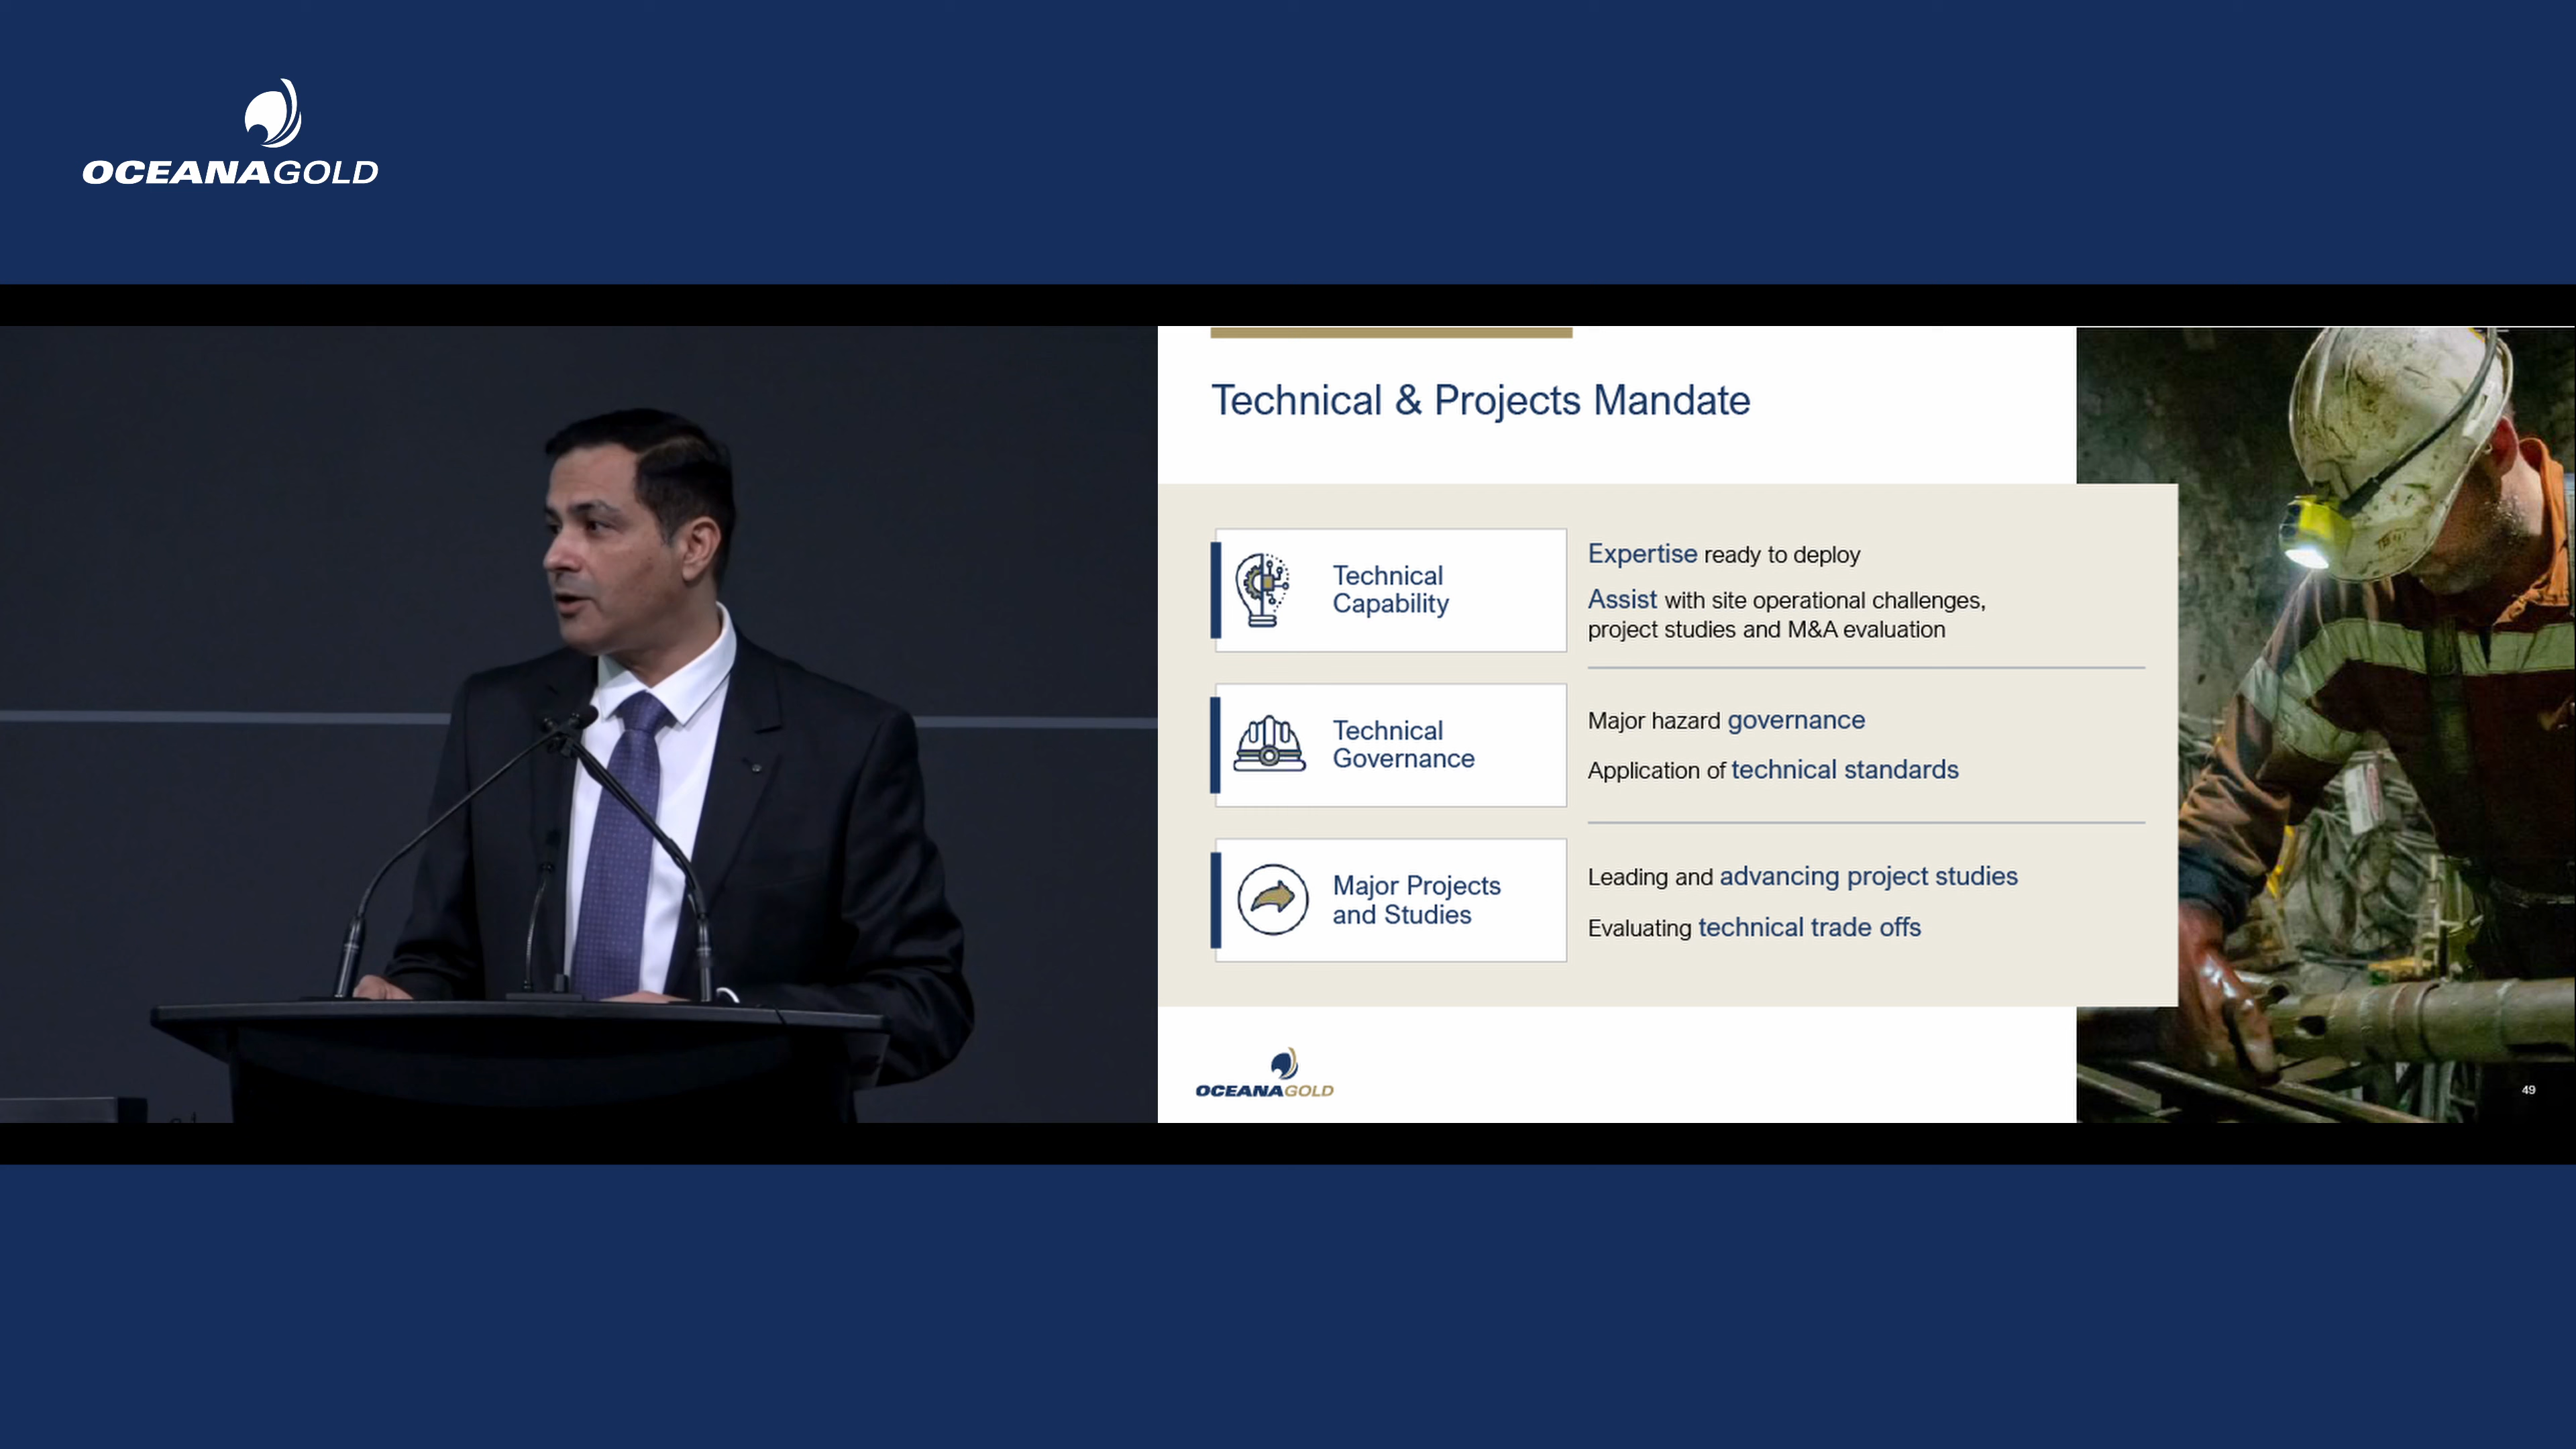 OCEANAGOLD
Technical & Projects Mandate
Technical
Capability
Expertise ready to deploy
Assist with site operational challenges,
project studies and M&A evaluation
Technical
Governance
Major hazard governance
Application of technical standards
Major Projects
and Studies
Leading and advancing project studies
Evaluating technical trade offs
OCEANAGOLD
49